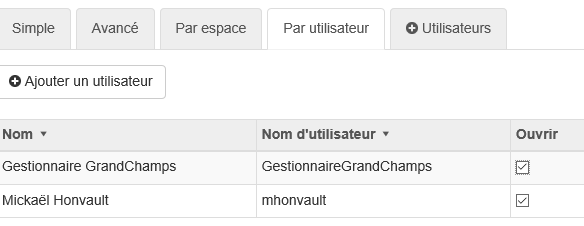 Simple Avancé Par espace Par utilisateur Utilisateurs
Ajouter un utilisateur
Nom Nom d'utilisateur Ouvrir
Gestionnaire GrandChamps GestionnaireGrandChamps
Mickaël Honvault mhonvault